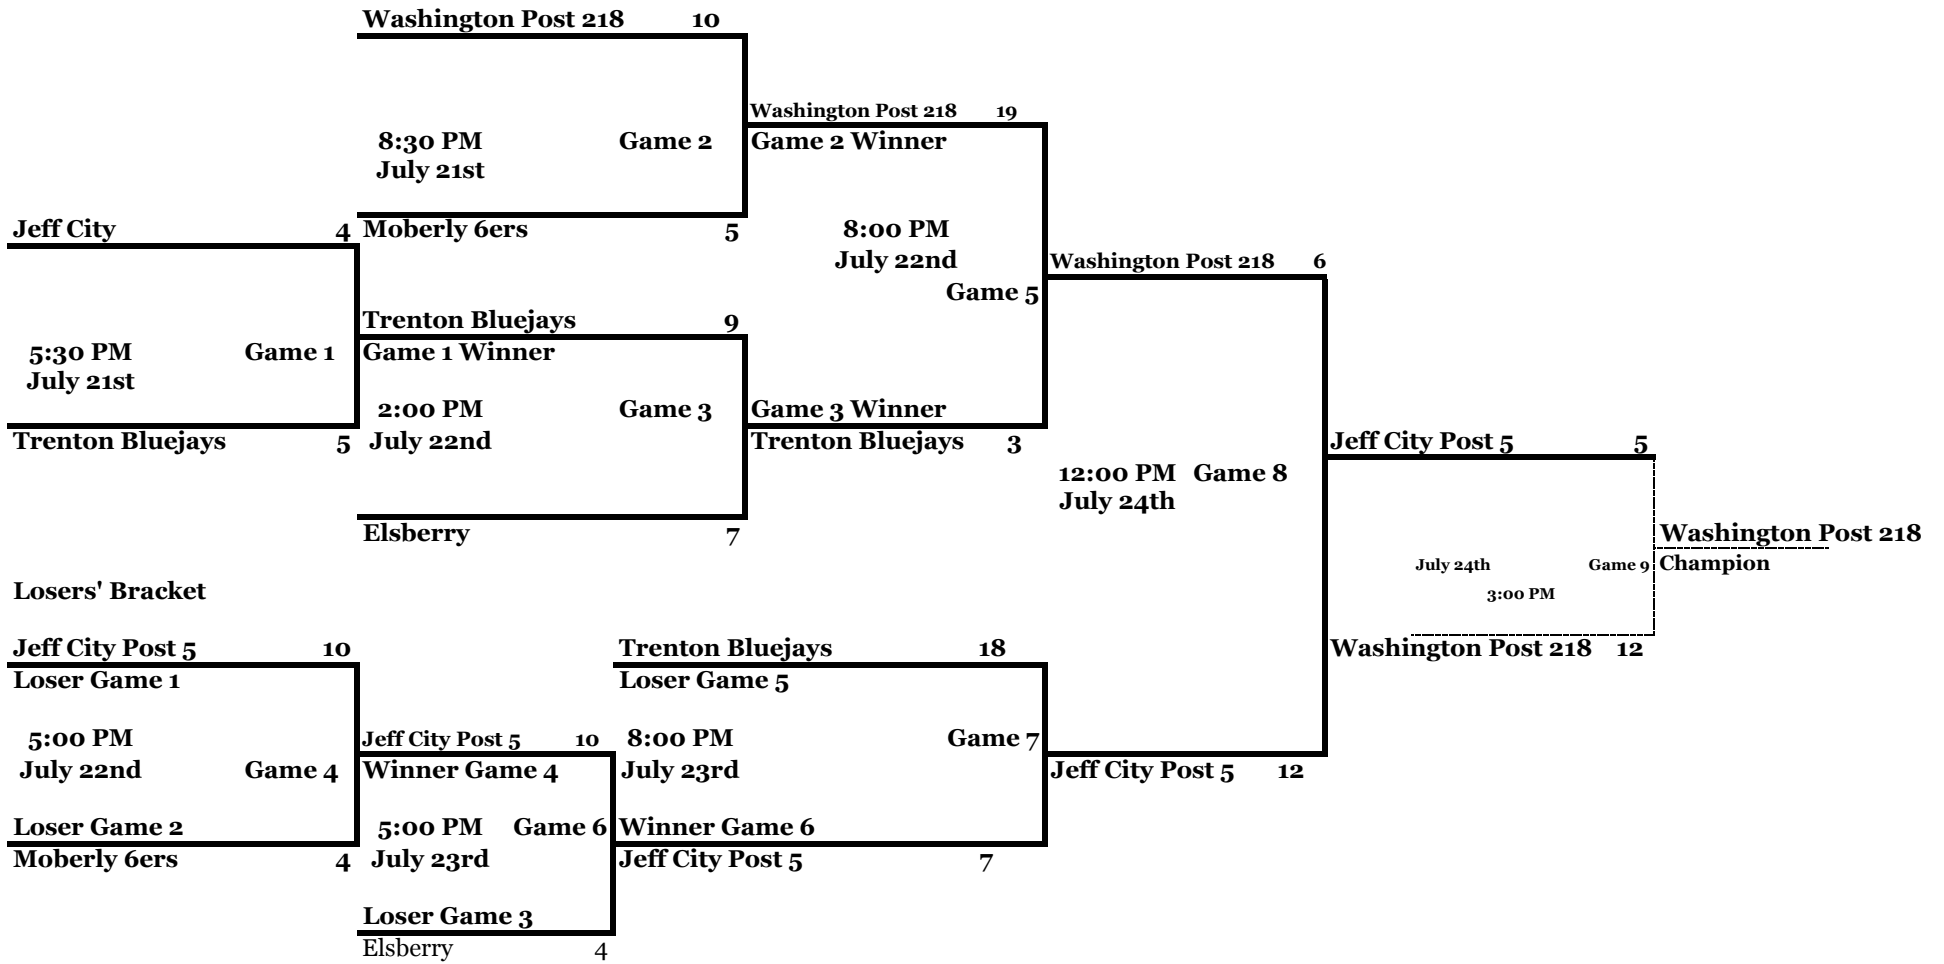 Washington Post 218 10
Washington Post 218 19
8:30 PM Game 2 Game 2 Winner
July 21st
Jeff City 4 Moberly 6ers 5 8:00 PM
July 22nd Washington Post 218 6
Game 5
Trenton Bluejays 9
5:30 PM Game 1 Game 1 Winner
July 21st
2:00 PM Game 3 Game 3 Winner
Trenton Bluejays 5 July 22nd Trenton Bluejays 3 Jeff City Post 5 5
12:00 PM Game 8
July 24th
Elsberry 7 Washington Post 218
July 24th Game 9 Champion
Losers' Bracket 3:00 PM
Jeff City Post 5 10 Trenton Bluejays 18 Washington Post 218 12
Loser Game 1 Loser Game 5
5:00 PM Jeff City Post 5 10 8:00 PM Game 7
July 22nd Game 4 Winner Game 4 July 23rd Jeff City Post 5 12
Loser Game 2 5:00 PM Game 6 Winner Game 6
Moberly 6ers 4 July 23rd Jeff City Post 5 7
Loser Game 3
Elsberry 4